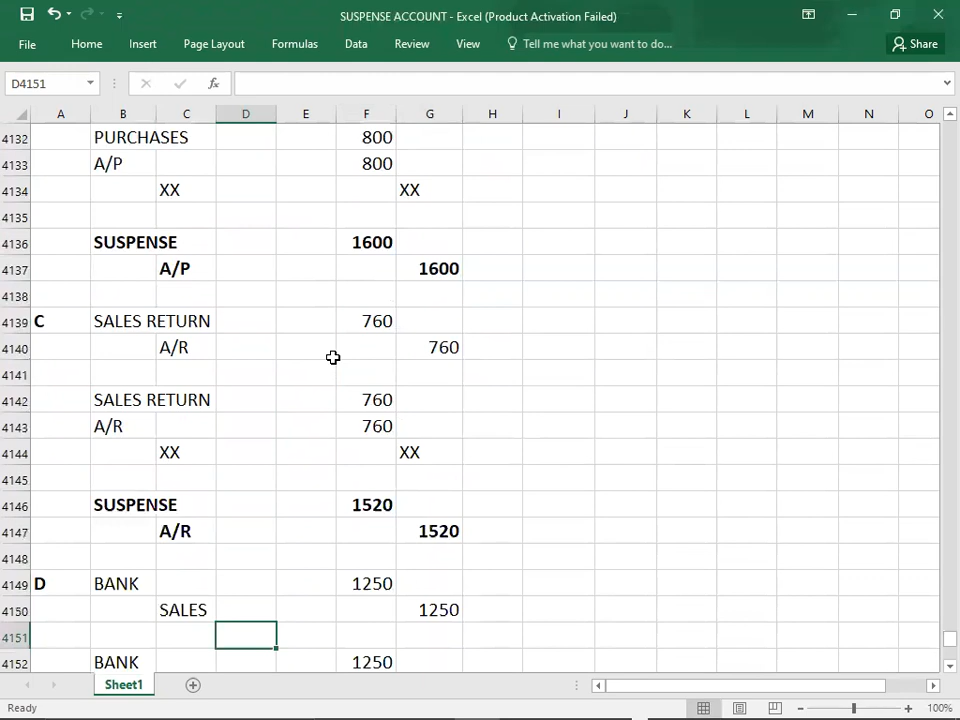 SUSPENSE ACCOUNT - Excel (Product Activation Failed)
File Home Insert Page Layout Formulas Data Review View Tell me what you want to do... Share
D4151 fx
A B C D E F G H I J K L M N O
4132 PURCHASES 800
4133 A/P 800
4134 XX XX
4135
4136 SUSPENSE 1600
4137 A/P 1600
4138
4139 C SALES RETURN 760
4140 A/R 760
4141
4142 SALES RETURN 760
4143 A/R 760
4144 XX XX
4145
4146 SUSPENSE 1520
4147 A/R 1520
4148
4149 D BANK 1250
4150 SALES 1250
4151
4152 BANK 1250
Sheet1
Ready 100%